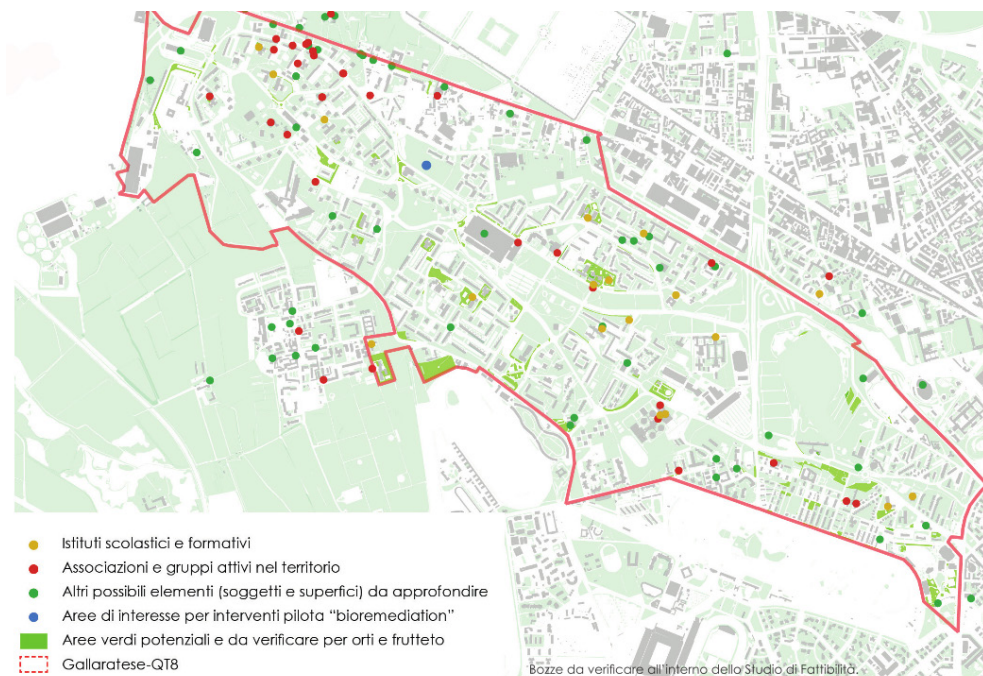 Istituti scolastici e formativi
Associazioni e gruppi attivi nel territorio
Altri possibili elementi (soggetti e superfici) da approfondire
Aree di interesse per interventi pilota “bioremediation”
Aree verdi potenziali e da verificare per orti e frutteto
Gallaratese-QT8
Bozze da verificare all'interno dello Studio di Fattibilità.